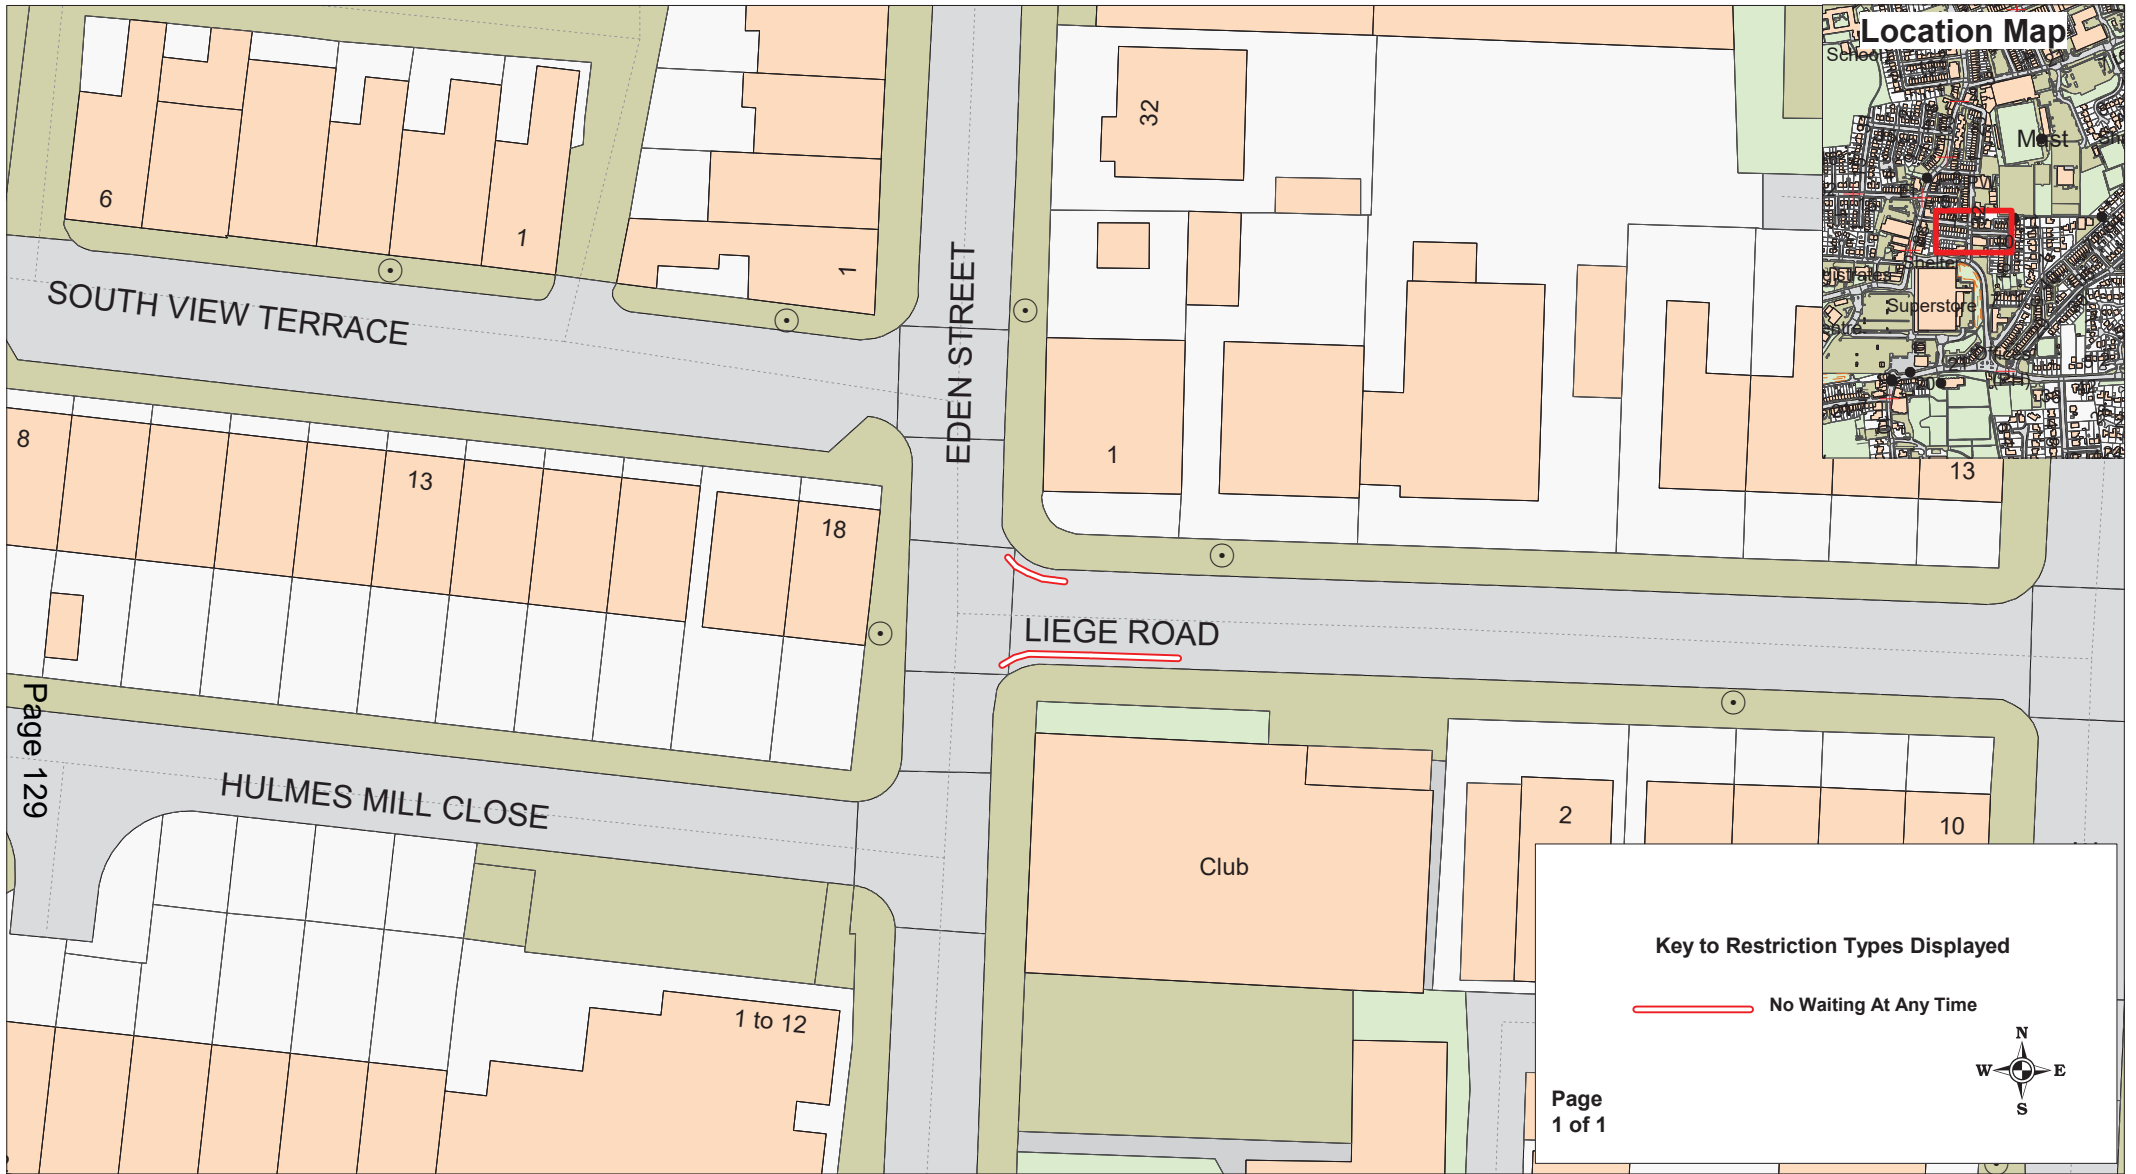 Location Map
School
Mast
Shelter
Superstore
32
6
1
1
SOUTH VIEW TERRACE
EDEN STREET
8
13
18
1
13
LIEGE ROAD
Page 129
HULMES MILL CLOSE
Club
2
10
1 to 12
Key to Restriction Types Displayed
No Waiting At Any Time
N
W E
S
Page
1 of 1